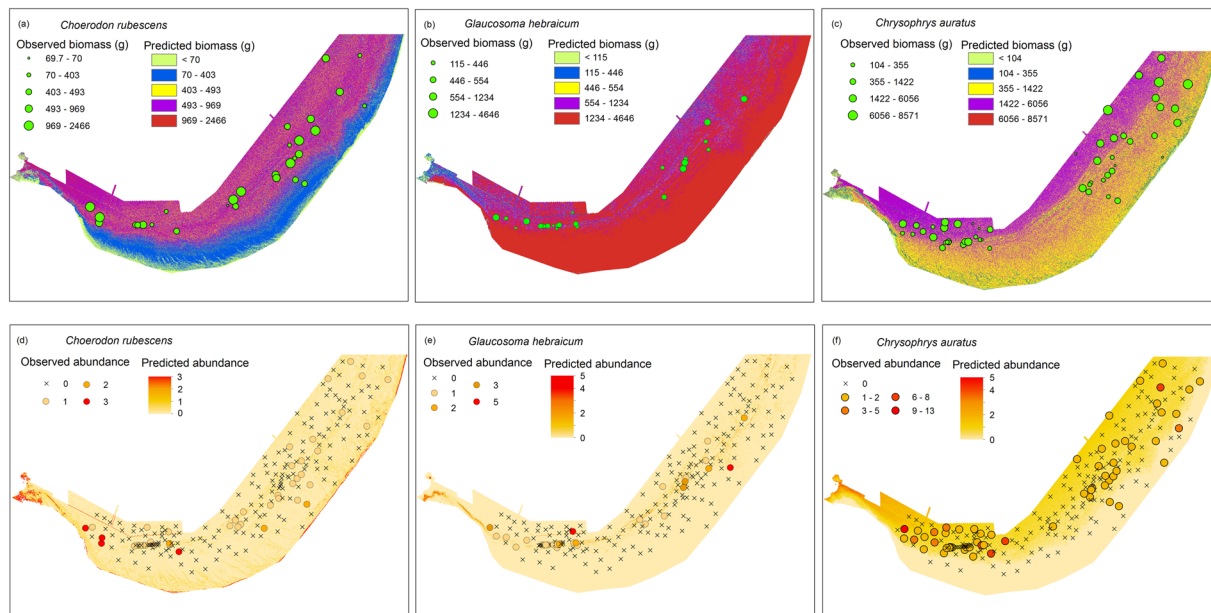 (a) Choerodon rubescens
Observed biomass (g) Predicted biomass (g)
69.7 - 70 < 70
70 - 403 70 - 403
403 - 493 403 - 493
493 - 969 493 - 969
969 - 2466 969 - 2466
(b) Glaucosoma hebraicum
Observed biomass (g) Predicted biomass (g)
115 - 446 < 115
446 - 554 115 - 446
554 - 1234 446 - 554
1234 - 4646 554 - 1234
1234 - 4646
(c) Chrysophrys auratus
Observed biomass (g) Predicted biomass (g)
104 - 355 < 104
355 - 1422 104 - 355
1422 - 6056 355 - 1422
6056 - 8571 1422 - 6056
6056 - 8571
(d) Choerodon rubescens
Observed abundance Predicted abundance
× 0 2 3
1 3 2
1
0
(e) Glaucosoma hebraicum
Observed abundance Predicted abundance
× 0 3 5
1 5 4
2 2
0
(f) Chrysophrys auratus
Observed abundance Predicted abundance
× 0 5
1 - 2 6 - 8 4
3 - 5 9 - 13 2
0